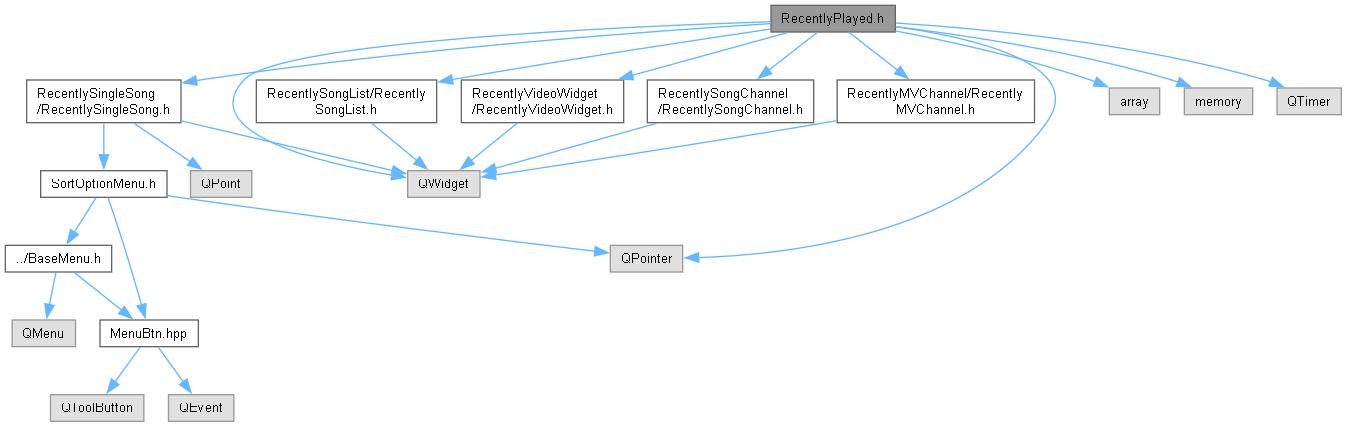 RecentlyPlayed.h
RecentlySingleSong
/RecentlySingleSong.h
RecentlySongList/Recently
SongList.h
RecentlyVideoWidget
/RecentlyVideoWidget.h
RecentlySongChannel
/RecentlySongChannel.h
RecentlyMVChannel/Recently
MVChannel.h
array
memory
QTimer
SortOptionMenu.h
QPoint
QWidget
../BaseMenu.h
QPointer
QMenu
MenuBtn.hpp
QToolButton
QEvent